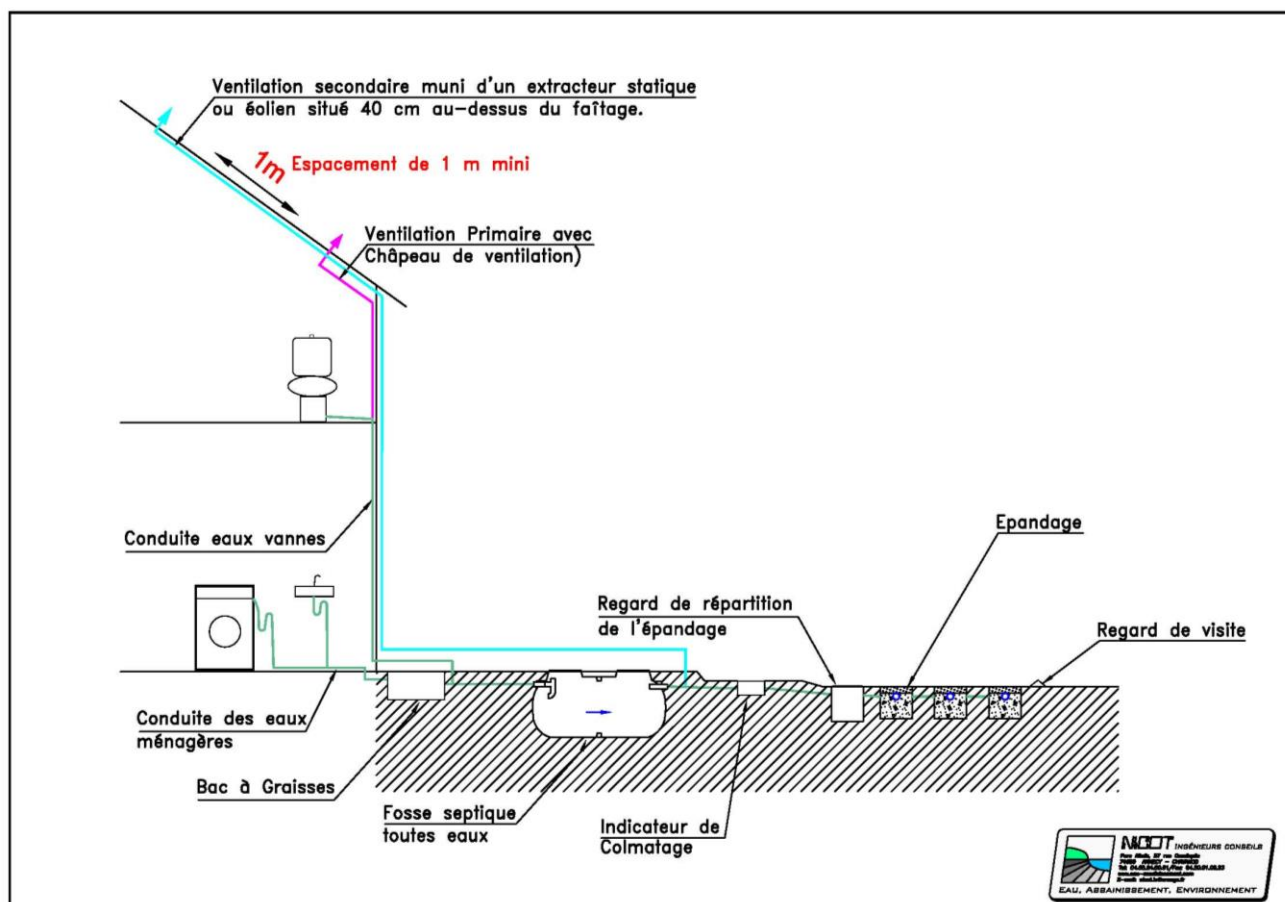 Ventilation secondaire muni d'un extracteur statique
ou éolien situé 40 cm au-dessus du faîtage.
1m Espacement de 1 m mini
Ventilation Primaire avec
Châpeau de ventilation)
Conduite eaux vannes
Epandage
Regard de répartition
de l'épandage
Regard de visite
Conduite des eaux
ménagères
Bac à Graisses
Fosse septique
toutes eaux
Indicateur de
Colmatage
NICOT INGÉNIEURS CONSEILS
EAU, ASSAINISSEMENT, ENVIRONNEMENT